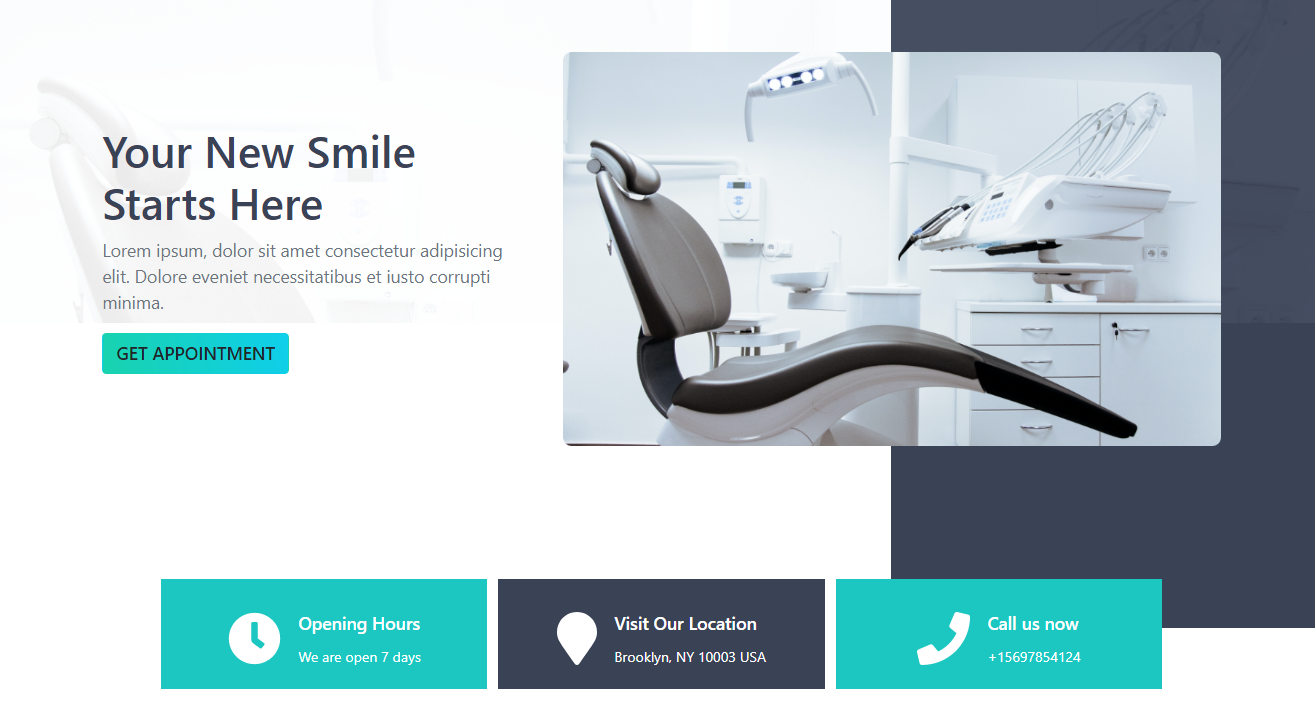 Your New Smile
Starts Here
Lorem ipsum, dolor sit amet consectetur adipisicing
elit. Dolore eveniet necessitatibus et iusto corrupti
minima.
GET APPOINTMENT
Opening Hours
We are open 7 days
Visit Our Location
Brooklyn, NY 10003 USA
Call us now
+15697854124